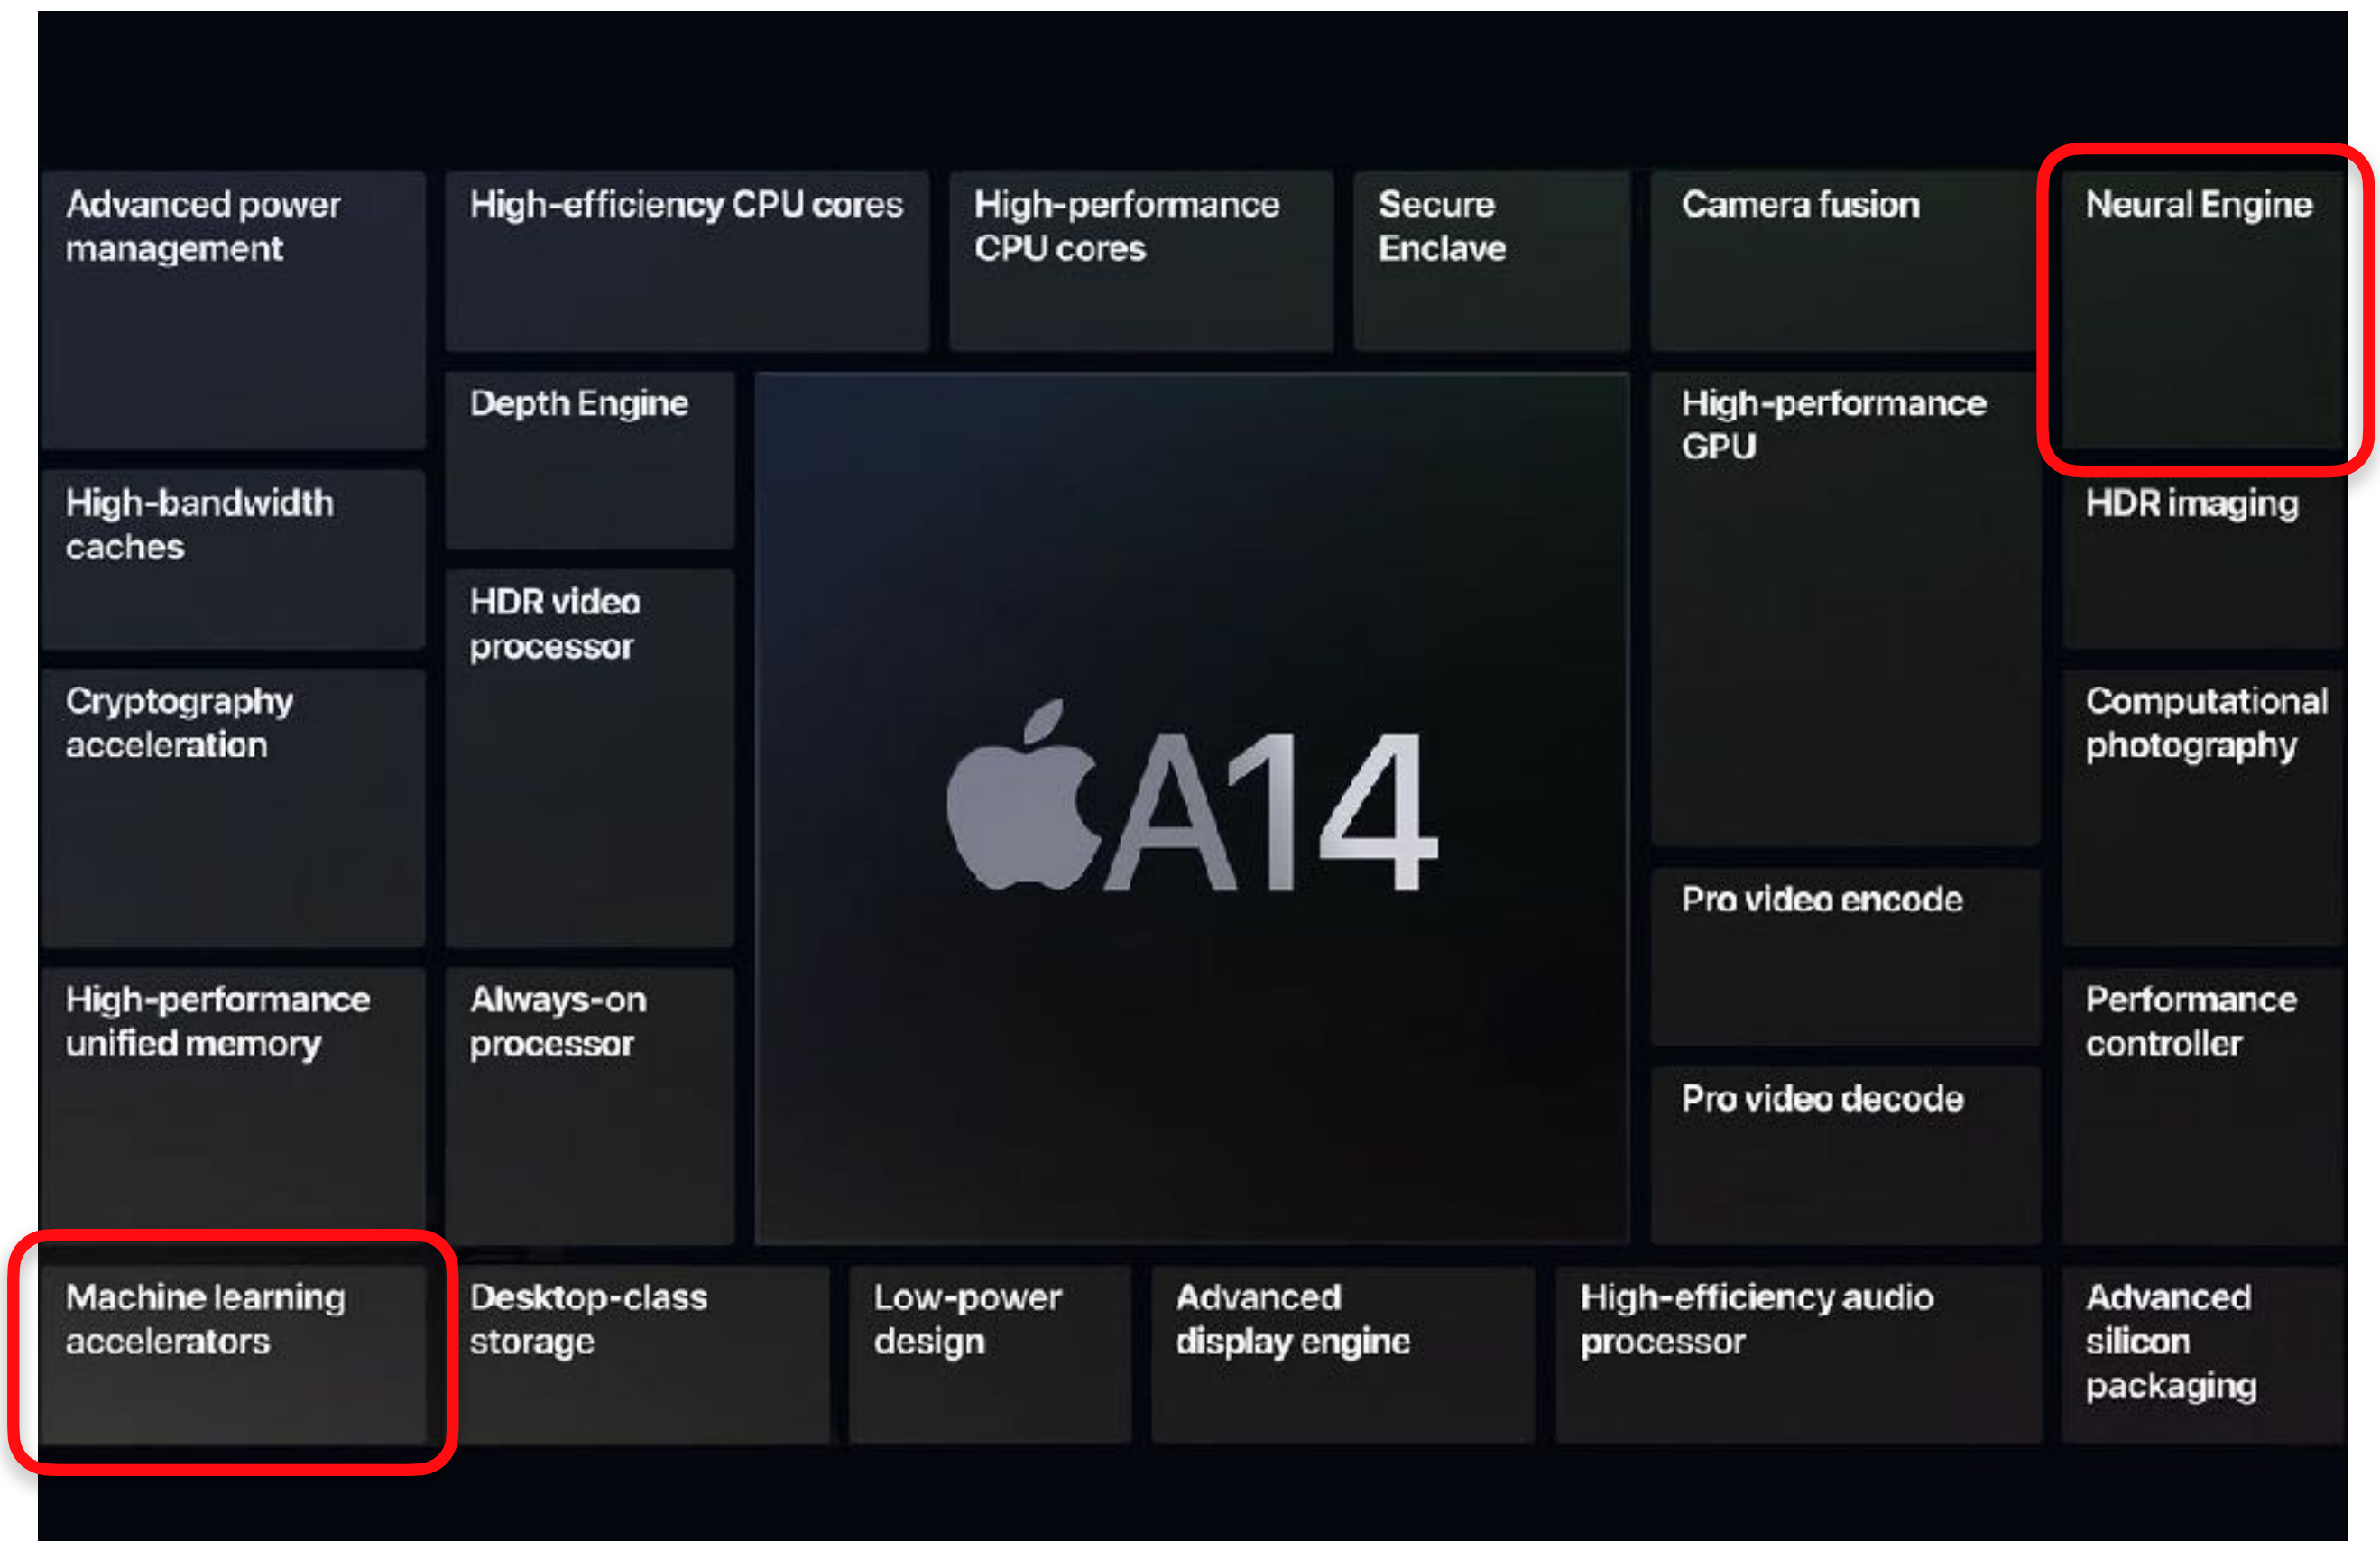 Advanced power
management
High-efficiency CPU cores
High-performance
CPU cores
Secure
Enclave
Camera fusion
Neural Engine
Depth Engine
High-performance
GPU
High-bandwidth
caches
HDR imaging
HDR video
processor
Cryptography
acceleration
Computational
photography
A14
Pro video encode
High-performance
unified memory
Always-on
processor
Performance
controller
Pro video decode
Machine learning
accelerators
Desktop-class
storage
Low-power
design
Advanced
display engine
High-efficiency audio
processor
Advanced
silicon
packaging